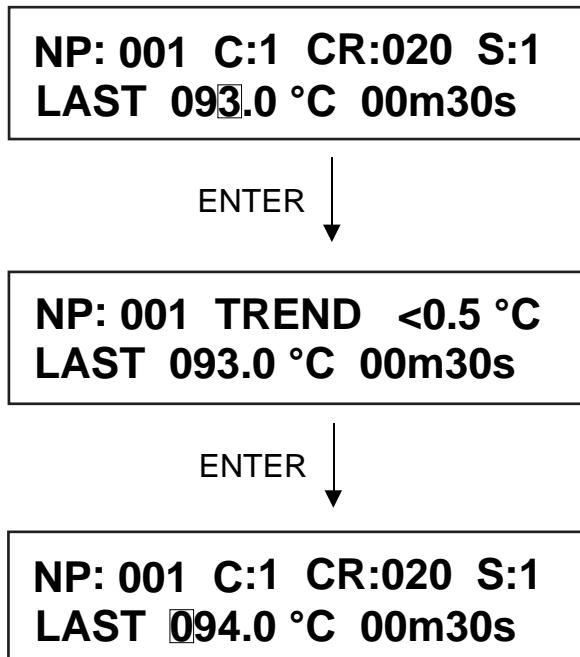 NP: 001 C:1 CR:020 S:1
LAST 093.0 °C 00m30s
ENTER
NP: 001 TREND <0.5 °C
LAST 093.0 °C 00m30s
ENTER
NP: 001 C:1 CR:020 S:1
LAST 094.0 °C 00m30s